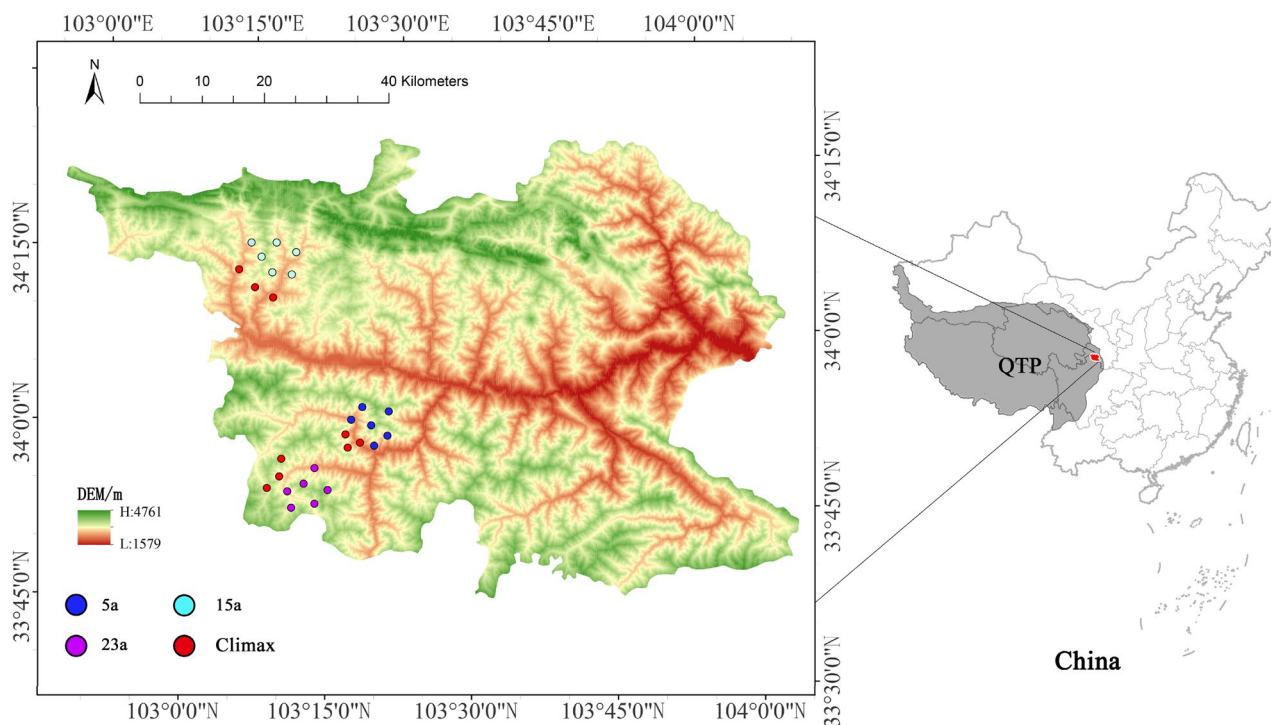 103°0'0"E 103°15'0"E 103°30'0"E 103°45'0"E 104°0'0"E
N
0 10 20 40 Kilometers
34°15'0"N
34°0'0"N
33°45'0"N
34°15'0"N
34°0'0"N
33°45'0"N
33°30'0"N
DEM/m
H:4761
L:1579
5a 15a
23a Climax
103°0'0"N 103°15'0"N 103°30'0"N 103°45'0"N 104°0'0"N
QTP
China